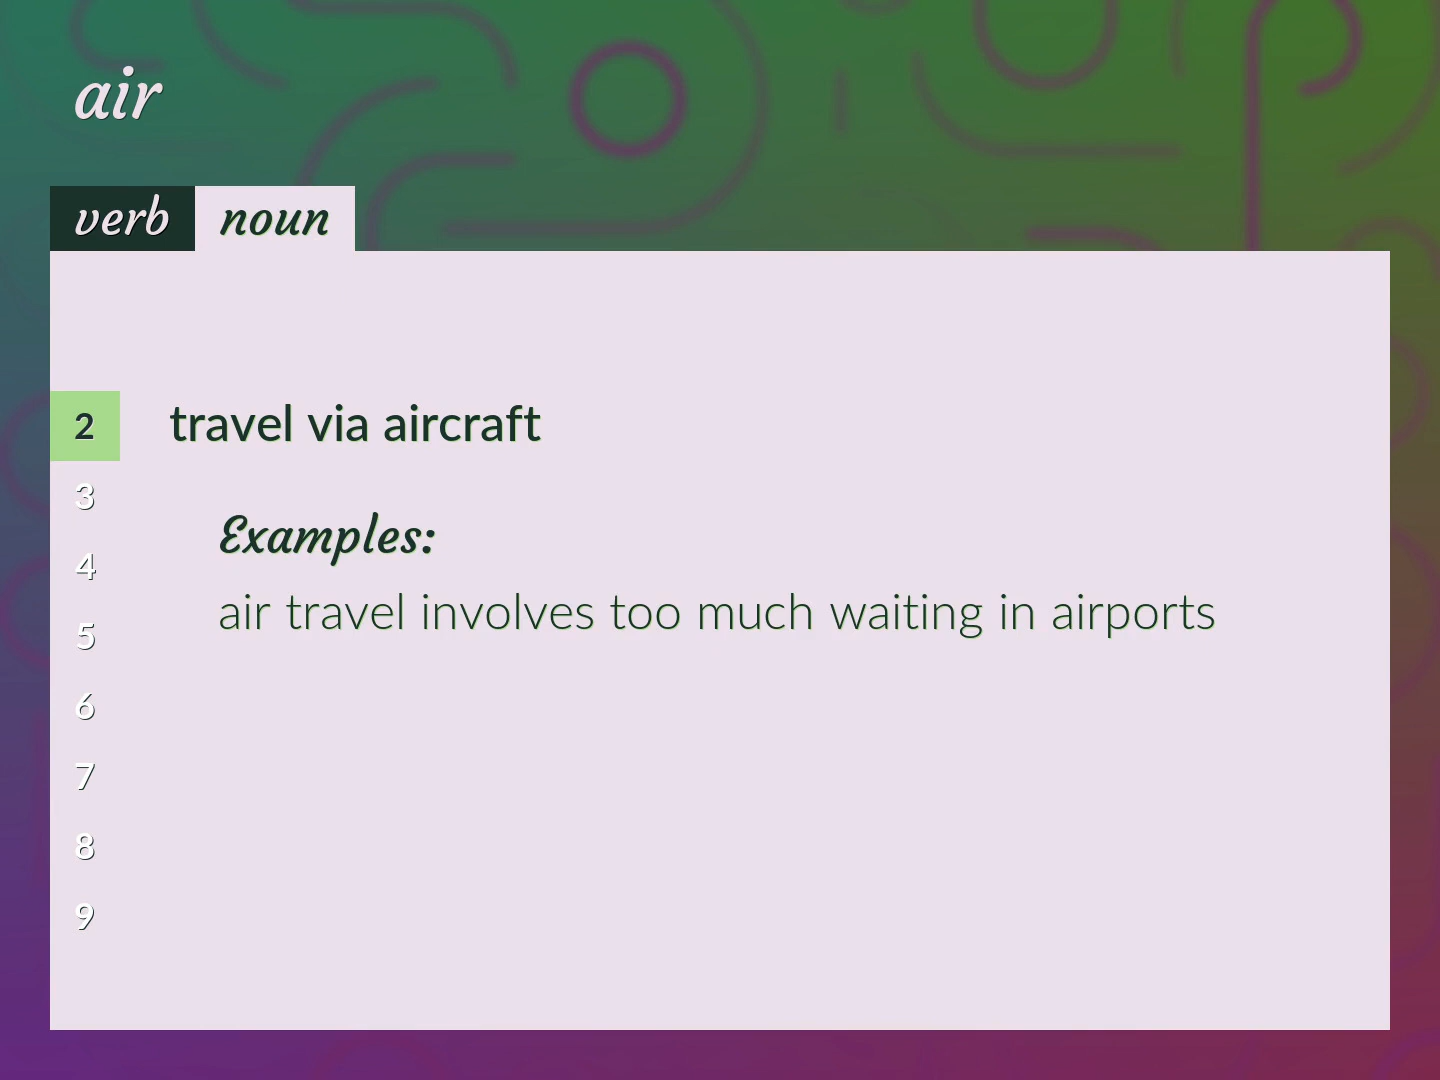 air
verb noun
2 travel via aircraft
3
Examples:
4
air travel involves too much waiting in airports
5
6
7
8
9